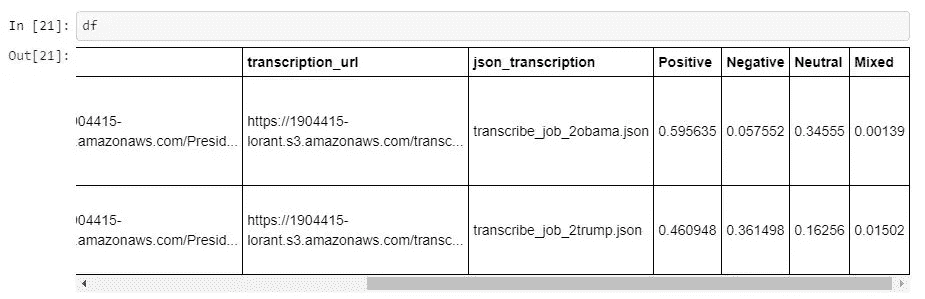 In [21]: df
Out[21]:
transcription_url json_transcription Positive Negative Neutral Mixed
)04415- https://1904415-
.amazonaws.com/Presid... lorant.s3.amazonaws.com/transc... transcribe_job_2obama.json 0.595635 0.057552 0.34555 0.00139
)04415- https://1904415-
.amazonaws.com/Presid... lorant.s3.amazonaws.com/transc... transcribe_job_2trump.json 0.460948 0.361498 0.16256 0.01502